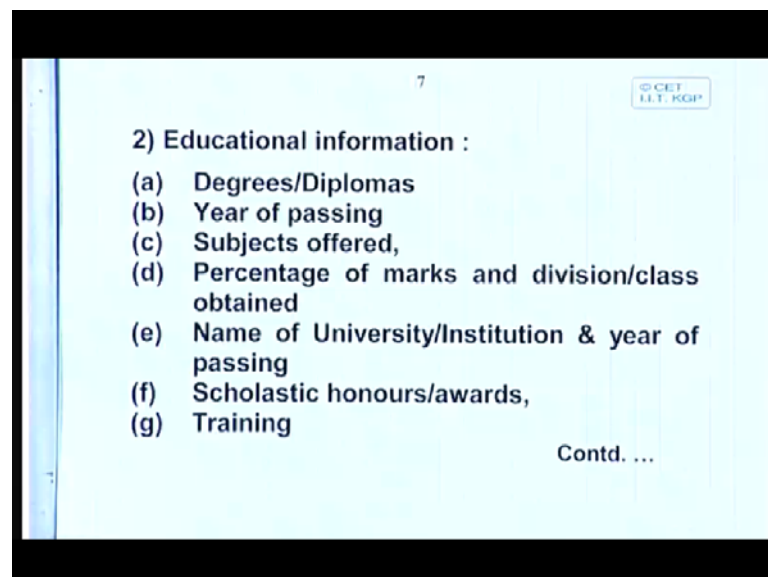 7
© CET
I.I.T. KGP
2) Educational information :
(a) Degrees/Diplomas
(b) Year of passing
(c) Subjects offered,
(d) Percentage of marks and division/class
obtained
(e) Name of University/Institution & year of
passing
(f) Scholastic honours/awards,
(g) Training
Contd. ...